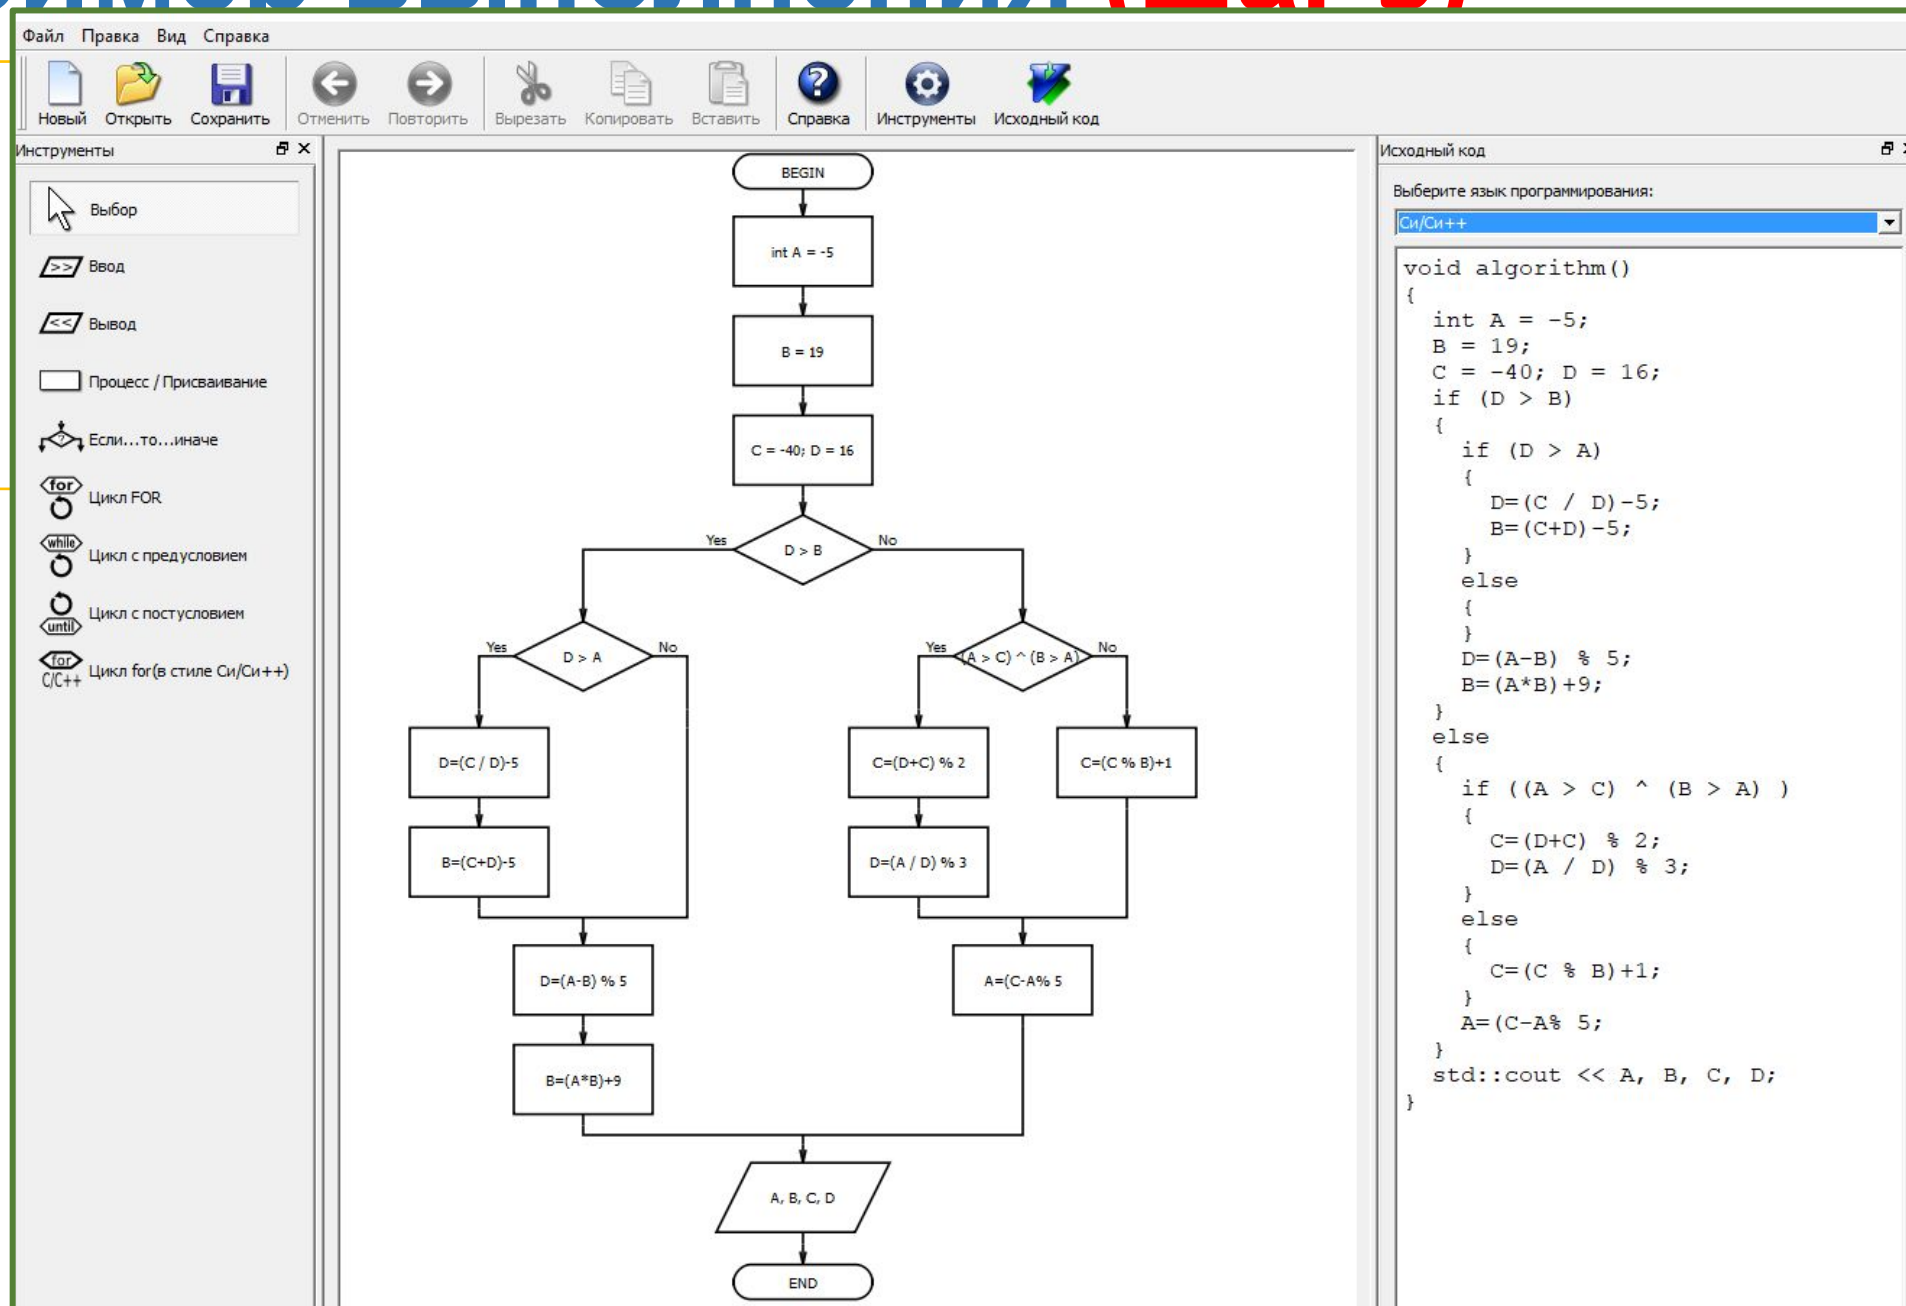 Файл Правка Вид Справка
Новый Открыть Сохранить Отменить Повторить Вырезать Копировать Вставить Справка Инструменты Исходный код
Инструменты
Выбор
>> Ввод
<< Вывод
Процесс / Присваивание
? Если...то...иначе
for Цикл FOR
while Цикл с предусловием
until Цикл с постусловием
for C/C++ Цикл for(в стиле Си/Си++)
BEGIN
int A = -5
B = 19
C = -40; D = 16
D > B
Yes
No
D > A
Yes
No
D=(C / D)-5
B=(C+D)-5
D=(A-B) % 5
B=(A*B)+9
(A > C) ^ (B > A)
Yes
No
C=(D+C) % 2
D=(A / D) % 3
C=(C % B)+1
A=(C-A% 5
A, B, C, D
END
Исходный код
Выберите язык программирования:
Си/Си++
void algorithm()
{
int A = -5;
B = 19;
C = -40; D = 16;
if (D > B)
{
if (D > A)
{
D=(C / D)-5;
B=(C+D)-5;
}
else
{
}
D=(A-B) % 5;
B=(A*B)+9;
}
else
{
if ((A > C) ^ (B > A) )
{
C=(D+C) % 2;
D=(A / D) % 3;
}
else
{
C=(C % B)+1;
}
A=(C-A% 5;
}
std::cout << A, B, C, D;
}